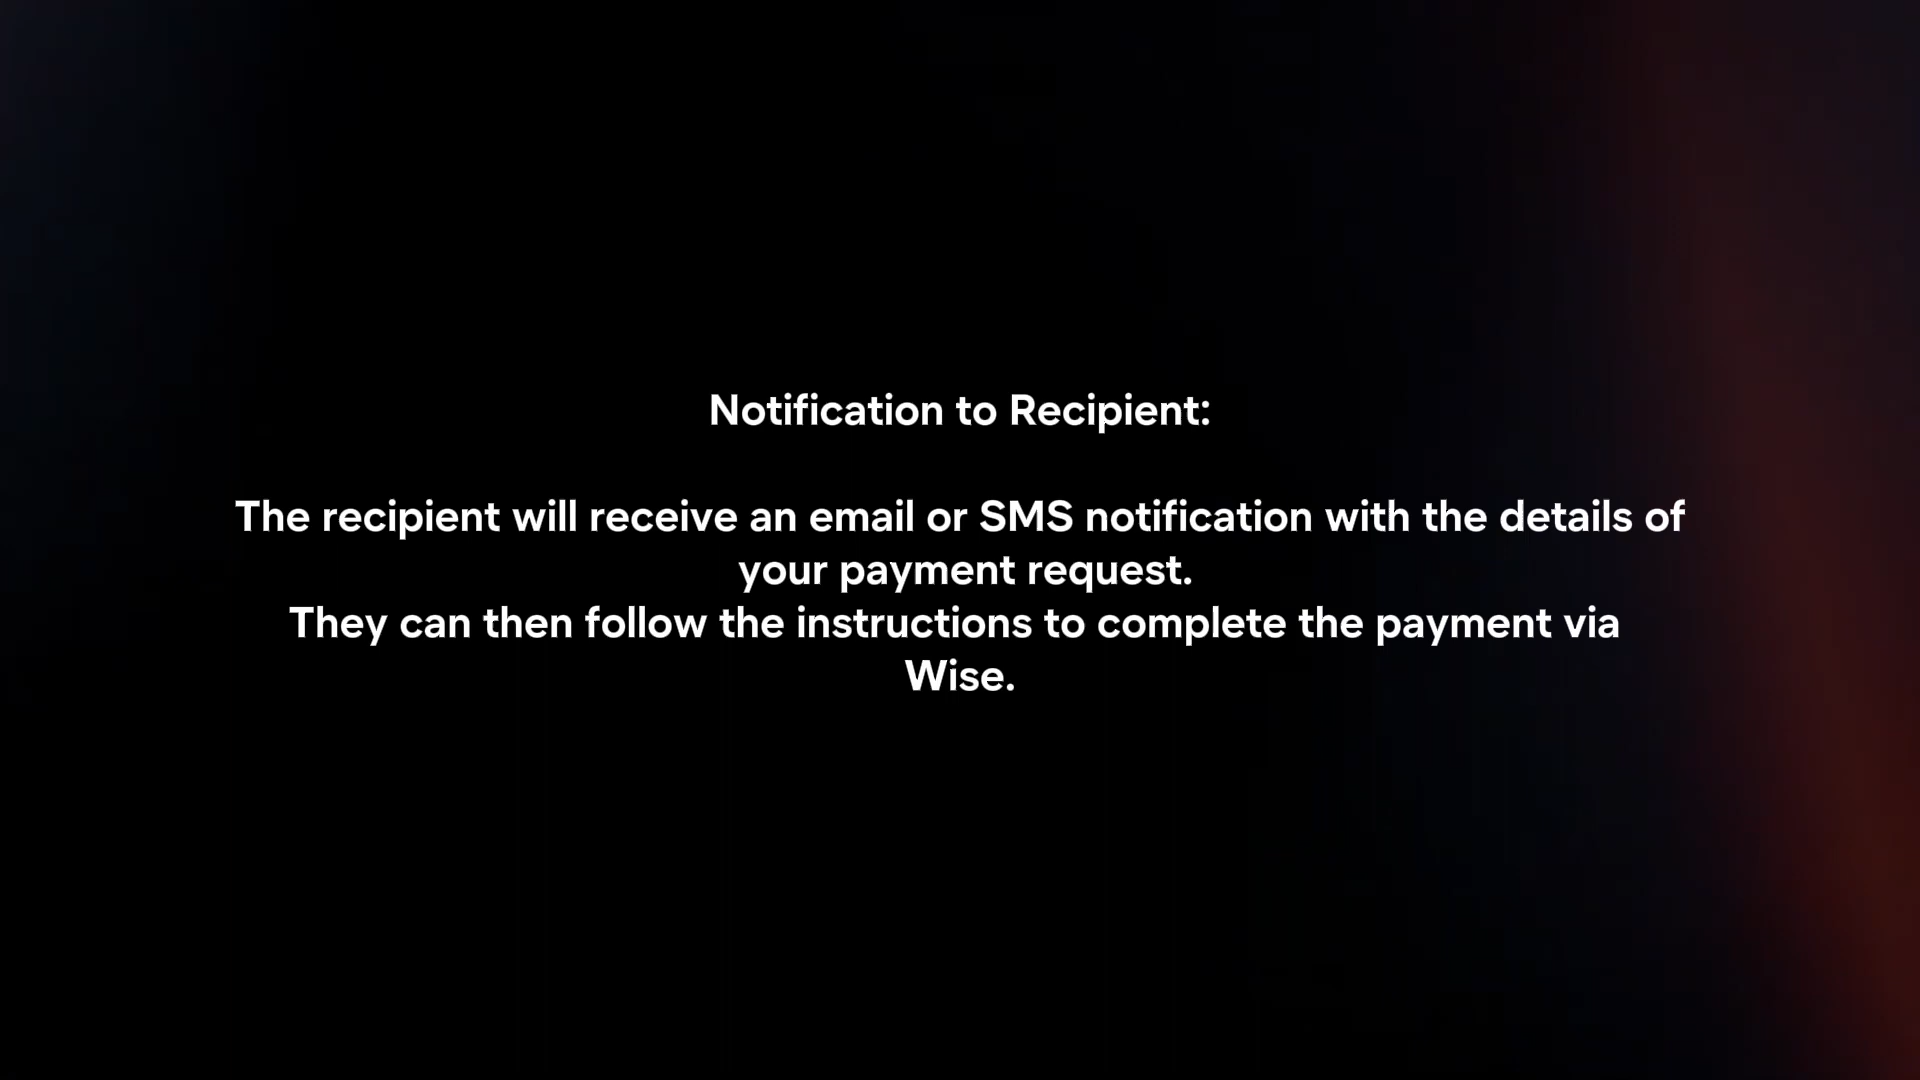 Notification to Recipient:
The recipient will receive an email or SMS notification with the details of
your payment request.
They can then follow the instructions to complete the payment via
Wise.